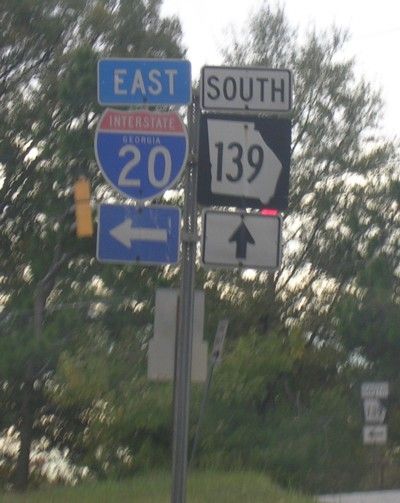 EAST
INTERSTATE
GEORGIA
20
SOUTH
139